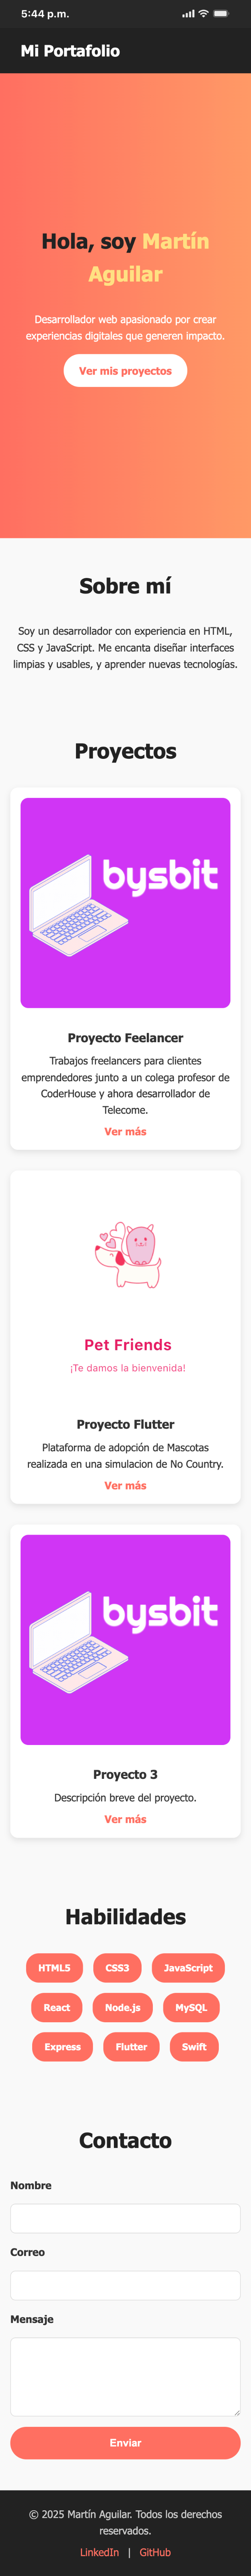 5:44 p.m.
Mi Portafolio
Hola, soy Martín
Aguilar
Desarrollador web apasionado por crear
experiencias digitales que generen impacto.
Ver mis proyectos
Sobre mí
Soy un desarrollador con experiencia en HTML,
CSS y JavaScript. Me encanta diseñar interfaces
limpias y usables, y aprender nuevas tecnologías.
Proyectos
bysbit
Proyecto Feelancer
Trabajos freelancers para clientes
emprendedores junto a un colega profesor de
CoderHouse y ahora desarrollador de
Telecome.
Ver más
Pet Friends
¡Te damos la bienvenida!
Proyecto Flutter
Plataforma de adopción de Mascotas
realizada en una simulacion de No Country.
Ver más
bysbit
Proyecto 3
Descripción breve del proyecto.
Ver más
Habilidades
HTML5 CSS3 JavaScript
React Node.js MySQL
Express Flutter Swift
Contacto
Nombre
Correo
Mensaje
Enviar
© 2025 Martín Aguilar. Todos los derechos
reservados.
LinkedIn | GitHub